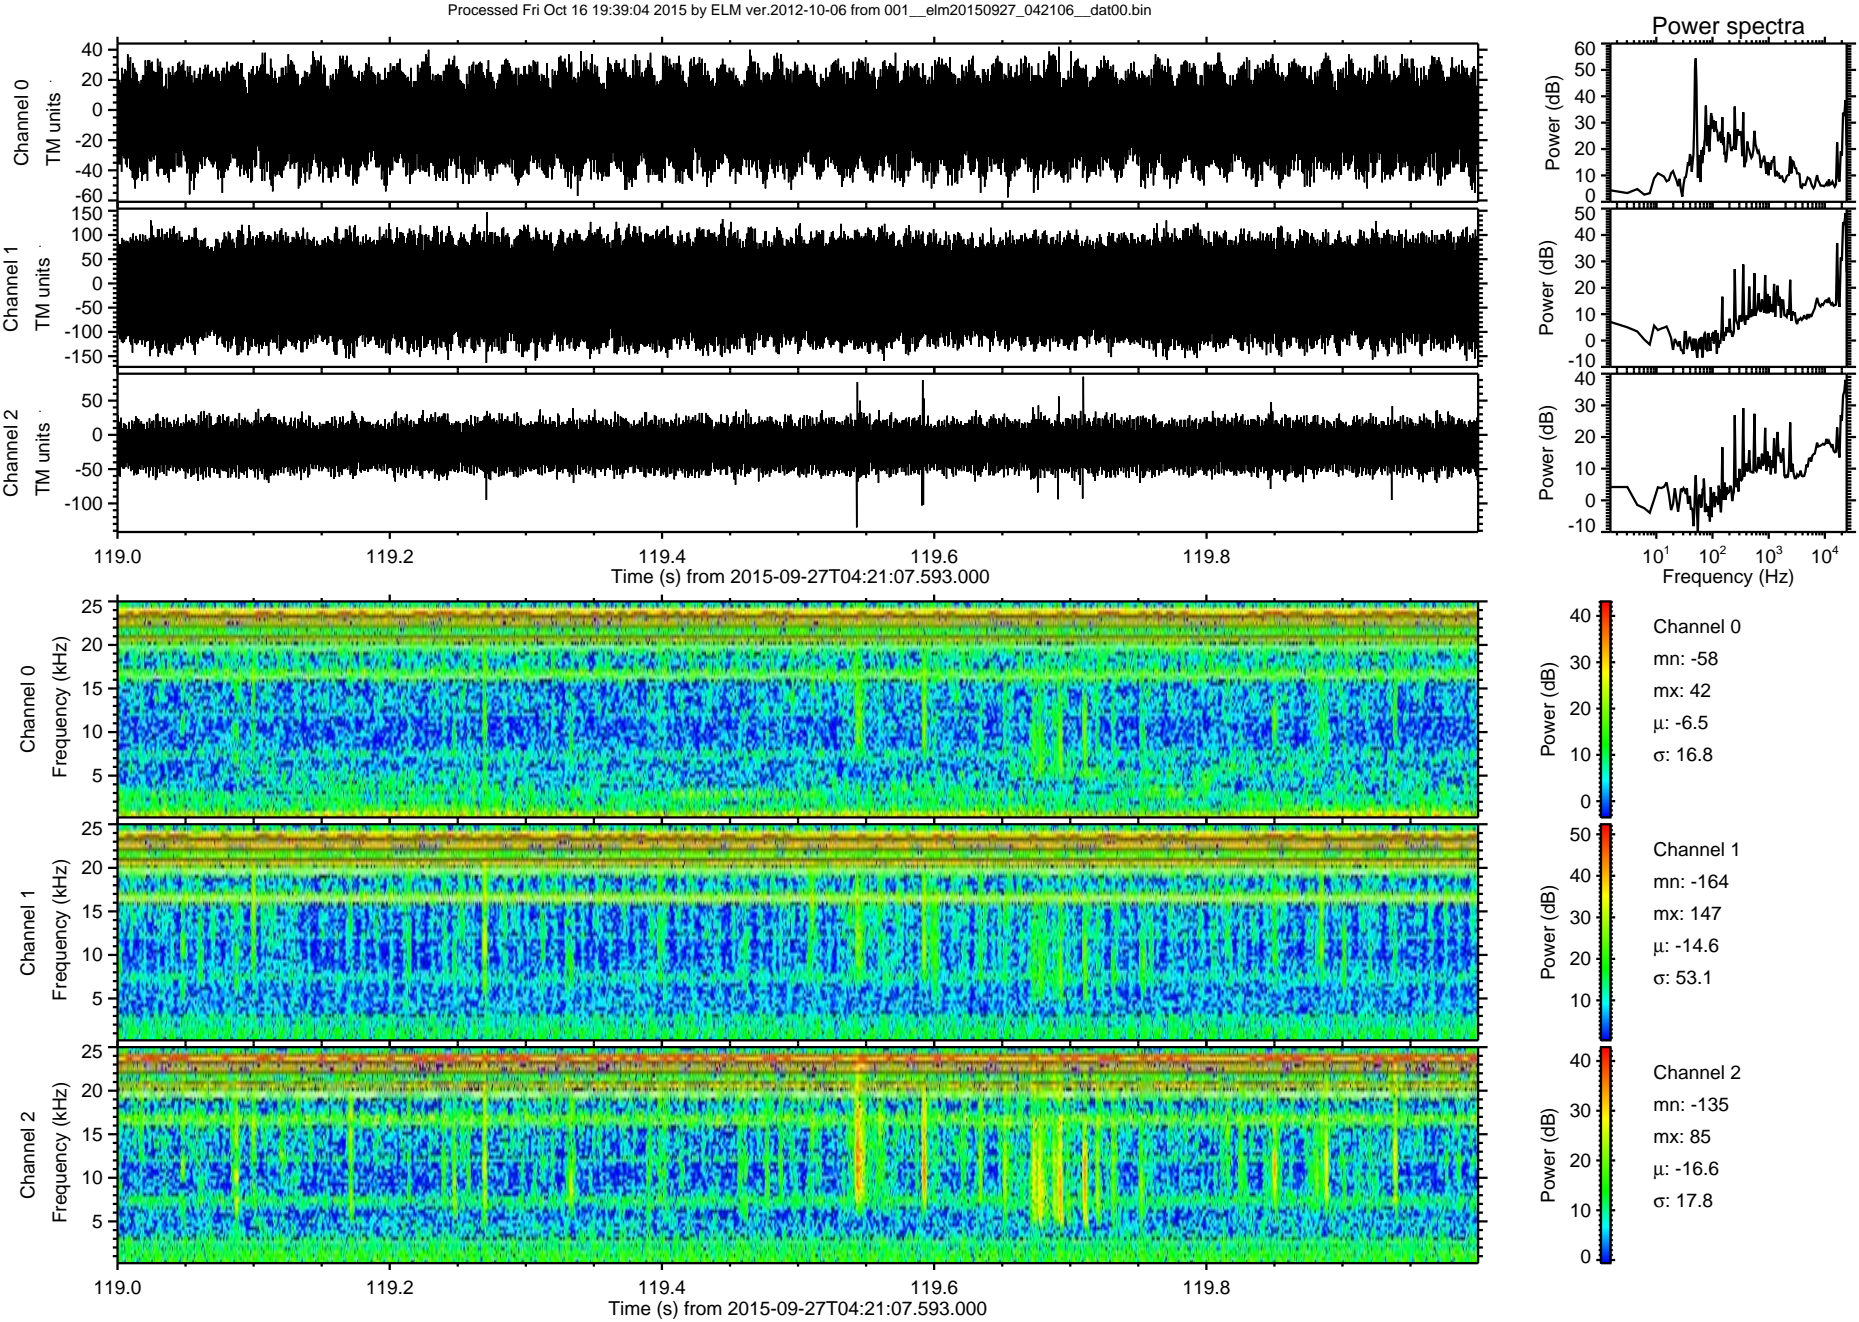 Processed Fri Oct 16 19:39:04 2015 by ELM ver.2012-10-06 from 001__elm20150927_042106__dat00.bin
Power spectra
Channel 0
TM units
40
20
0
-20
-40
-60
Power (dB)
60
50
40
30
20
10
0
Channel 1
TM units
150
100
50
0
-50
-100
-150
Power (dB)
50
40
30
20
10
0
-10
Channel 2
TM units
50
0
-50
-100
Power (dB)
40
30
20
10
0
-10
119.0 119.2 119.4 119.6 119.8
Time (s) from 2015-09-27T04:21:07.593.000
10^1 10^2 10^3 10^4
Frequency (Hz)
Channel 0
Frequency (kHz)
25
20
15
10
5
Power (dB)
40
30
20
10
0
Channel 0
mn: -58
mx: 42
μ: -6.5
σ: 16.8
Channel 1
Frequency (kHz)
25
20
15
10
5
Power (dB)
50
40
30
20
10
Channel 1
mn: -164
mx: 147
μ: -14.6
σ: 53.1
Channel 2
Frequency (kHz)
25
20
15
10
5
Power (dB)
40
30
20
10
0
Channel 2
mn: -135
mx: 85
μ: -16.6
σ: 17.8
119.0 119.2 119.4 119.6 119.8
Time (s) from 2015-09-27T04:21:07.593.000